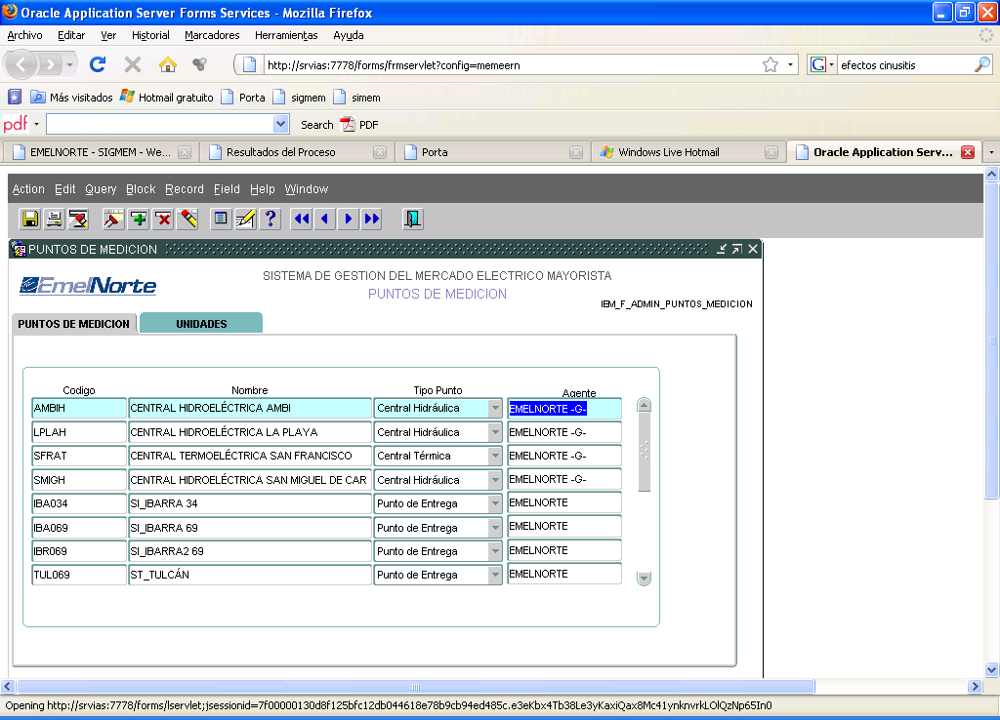 Oracle Application Server Forms Services - Mozilla Firefox
Archivo Editar Ver Historial Marcadores Herramientas Ayuda
http://srvias:7778/forms/frmservlet?config=memeern
G efectos cinusitis
Más visitados Hotmail gratuito Porta sigmem simem
pdf Search PDF
EMELNORTE - SIGMEM - We... Resultados del Proceso Porta Windows Live Hotmail Oracle Application Serv...
Action Edit Query Block Record Field Help Window
PUNTOS DE MEDICION
EmelNorte
SISTEMA DE GESTION DEL MERCADO ELECTRICO MAYORISTA
PUNTOS DE MEDICION
IEM_F_ADMIN_PUNTOS_MEDICION
PUNTOS DE MEDICION UNIDADES
Codigo Nombre Tipo Punto Agente
AMBIH CENTRAL HIDROELÉCTRICA AMBI Central Hidráulica EMELNORTE -G-
LPLAH CENTRAL HIDROELÉCTRICA LA PLAYA Central Hidráulica EMELNORTE -G-
SFRAT CENTRAL TERMOELÉCTRICA SAN FRANCISCO Central Térmica EMELNORTE -G-
SMIGH CENTRAL HIDROELÉCTRICA SAN MIGUEL DE CAR Central Hidráulica EMELNORTE -G-
IBA034 SI_IBARRA 34 Punto de Entrega EMELNORTE
IBA069 SI_IBARRA 69 Punto de Entrega EMELNORTE
IBR069 SI_IBARRA2 69 Punto de Entrega EMELNORTE
TUL069 ST_TULCÁN Punto de Entrega EMELNORTE
Opening http://srvias:7778/forms/lservlet;jsessionid=7f00000130d8f125bfc12db044618e78b9cb94ed485c.e3eKbx4Tb38Le3yKaxiQax8Mc41ynknvrkLOlQzNp65In0